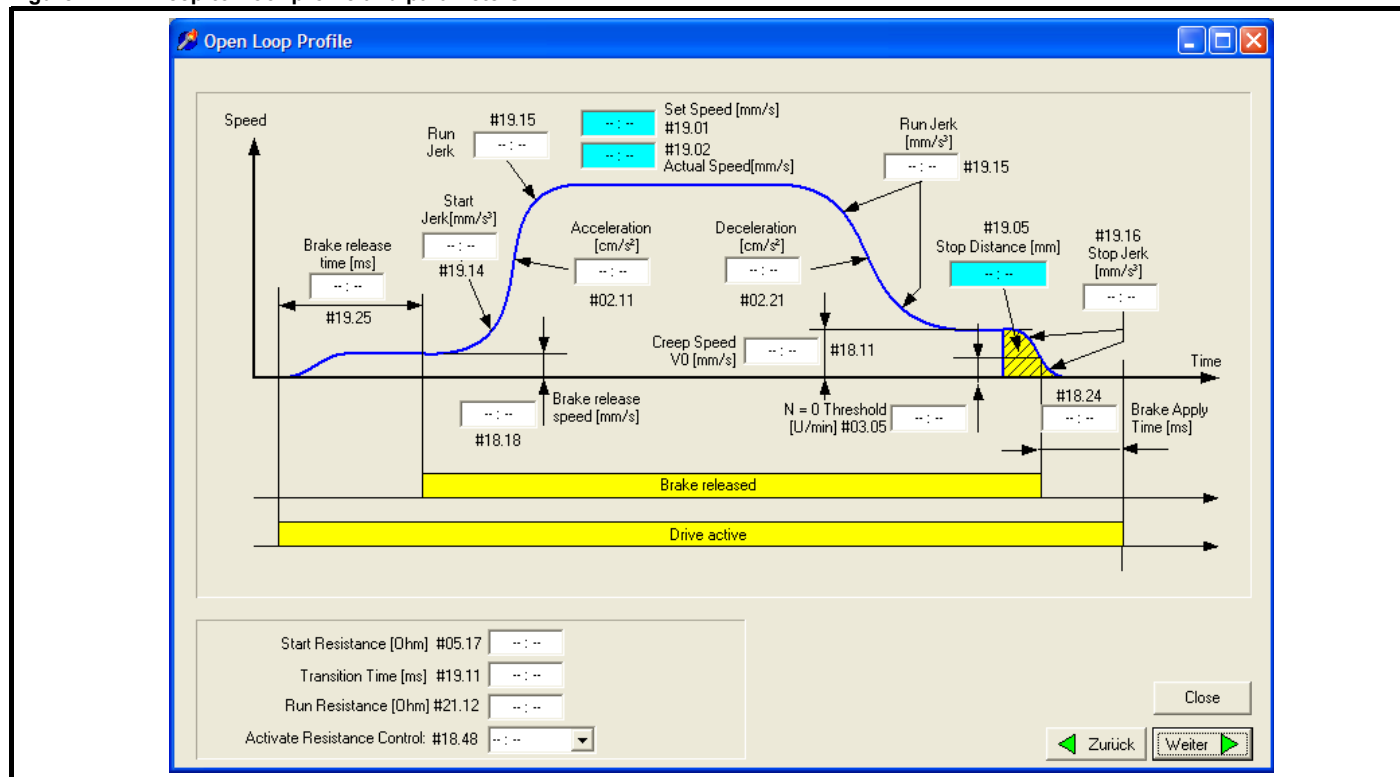 Open Loop Profile
Speed
Run
Jerk
#19.15
-- : --
-- : --
Set Speed [mm/s]
#19.01
-- : --
#19.02
Actual Speed[mm/s]
Run Jerk
[mm/s³]
-- : --
#19.15
Start
Jerk[mm/s³]
-- : --
#19.14
Acceleration
[cm/s²]
-- : --
#02.11
Deceleration
[cm/s²]
-- : --
#02.21
#19.05
Stop Distance [mm]
-- : --
#19.16
Stop Jerk
[mm/s³]
-- : --
Brake release
time [ms]
-- : --
#19.25
Creep Speed
V0 [mm/s]
-- : --
#18.11
Time
-- : --
#18.18
Brake release
speed [mm/s]
N = 0 Threshold
[U/min] #03.05
-- : --
#18.24
-- : --
Brake Apply
Time [ms]
Brake released
Drive active
Start Resistance [Ohm] #05.17 -- : --
Transition Time [ms] #19.11 -- : --
Run Resistance [Ohm] #21.12 -- : --
Activate Resistance Control: #18.48 -- : --
Close
Zurück
Weiter